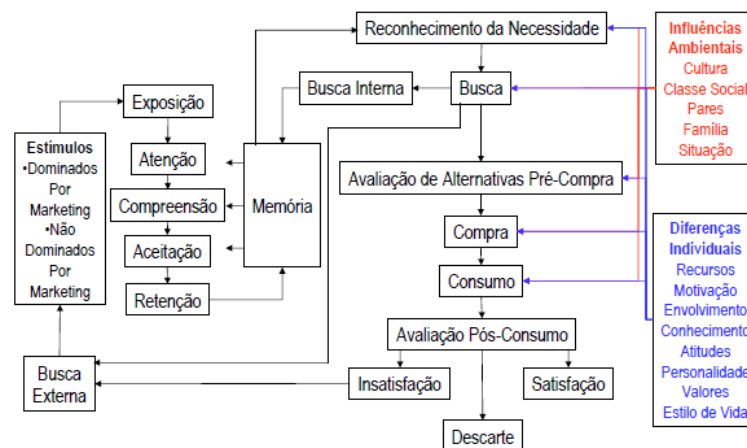 Reconhecimento da Necessidade
Influências
Ambientais
Cultura
Classe Social
Pares
Família
Situação
Busca Interna
Busca
Exposição
Estímulos
•Dominados
Por
Marketing
•Não
Dominados
Por
Marketing
Atenção
Compreensão
Aceitação
Retenção
Memória
Avaliação de Alternativas Pré-Compra
Compra
Consumo
Diferenças
Individuais
Recursos
Motivação
Envolvimento
Conhecimento
Atitudes
Personalidade
Valores
Estilo de Vida
Avaliação Pós-Consumo
Busca
Externa
Insatisfação
Satisfação
Descarte